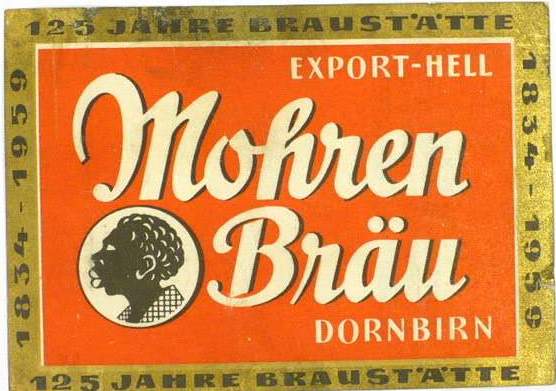 125 JAHRE BRAUSTÄTTE
EXPORT-HELL
Mohren
Bräu
DORNBIRN
1834-1959
1834-1959
125 JAHRE BRAUSTÄTTE